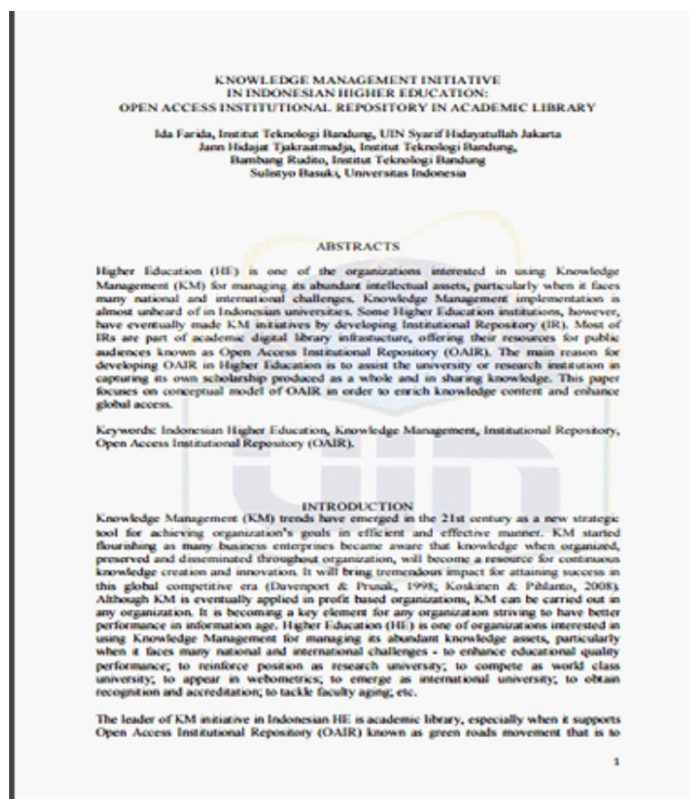 KNOWLEDGE MANAGEMENT INITIATIVE
IN INDONESIAN HIGHER EDUCATION:
OPEN ACCESS INSTITUTIONAL REPOSITORY IN ACADEMIC LIBRARY
Ida Farida, Institut Teknologi Bandung, UIN Syarif Hidayatullah Jakarta
Jann Hidajat Tjakraatmadja, Institut Teknologi Bandung,
Bambang Rudito, Institut Teknologi Bandung
Sulistyo Basuki, Universitas Indonesia
ABSTRACTS
Higher Education (HE) is one of the organizations interested in using Knowledge
Management (KM) for managing its abundant intellectual assets, particularly when it faces
many national and international challenges. Knowledge Management implementation is
almost unheard of in Indonesian universities. Some Higher Education institutions, however,
have eventually made KM initiatives by developing Institutional Repository (IR). Most of
IRs are part of academic digital library infrastucture, offering their resources for public
audiences known as Open Access Institutional Repository (OAIR). The main reason for
developing OAIR in Higher Education is to assist the university or research institution in
capturing its own scholarship produced as a whole and in sharing knowledge. This paper
focuses on conceptual model of OAIR in order to enrich knowledge content and enhance
global access.
Keywords: Indonesian Higher Education, Knowledge Management, Institutional Repository,
Open Access Institutional Repository (OAIR).
INTRODUCTION
Knowledge Management (KM) trends have emerged in the 21st century as a new strategic
tool for achieving organization's goals in efficient and effective manner. KM started
flourishing as many business enterprises became aware that knowledge when organized,
preserved and disseminated throughout organization, will become a resource for continuous
knowledge creation and innovation. It will bring tremendous impact for attaining success in
this global competitive era (Davenport & Prusak, 1998; Koskinen & Pihlanto, 2008).
Although KM is eventually applied in profit based organizations, KM can be carried out in
any organization. It is becoming a key element for any organization striving to have better
performance in information age. Higher Education (HE) is one of organizations interested in
using Knowledge Management for managing its abundant knowledge assets, particularly
when it faces many national and international challenges - to enhance educational quality
performance; to reinforce position as research university; to compete as world class
university; to appear in webometrics; to emerge as international university; to obtain
recognition and accreditation; to tackle faculty aging; etc.
The leader of KM initiative in Indonesian HE is academic library, especially when it supports
Open Access Institutional Repository (OAIR) known as green roads movement that is to
1
UIN